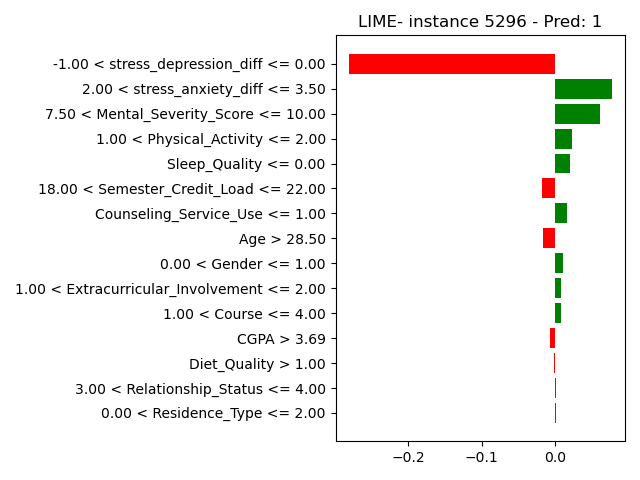 LIME- instance 5296 - Pred: 1
-1.00 < stress_depression_diff <= 0.00
2.00 < stress_anxiety_diff <= 3.50
7.50 < Mental_Severity_Score <= 10.00
1.00 < Physical_Activity <= 2.00
Sleep_Quality <= 0.00
18.00 < Semester_Credit_Load <= 22.00
Counseling_Service_Use <= 1.00
Age > 28.50
0.00 < Gender <= 1.00
1.00 < Extracurricular_Involvement <= 2.00
1.00 < Course <= 4.00
CGPA > 3.69
Diet_Quality > 1.00
3.00 < Relationship_Status <= 4.00
0.00 < Residence_Type <= 2.00
−0.2 −0.1 0.0